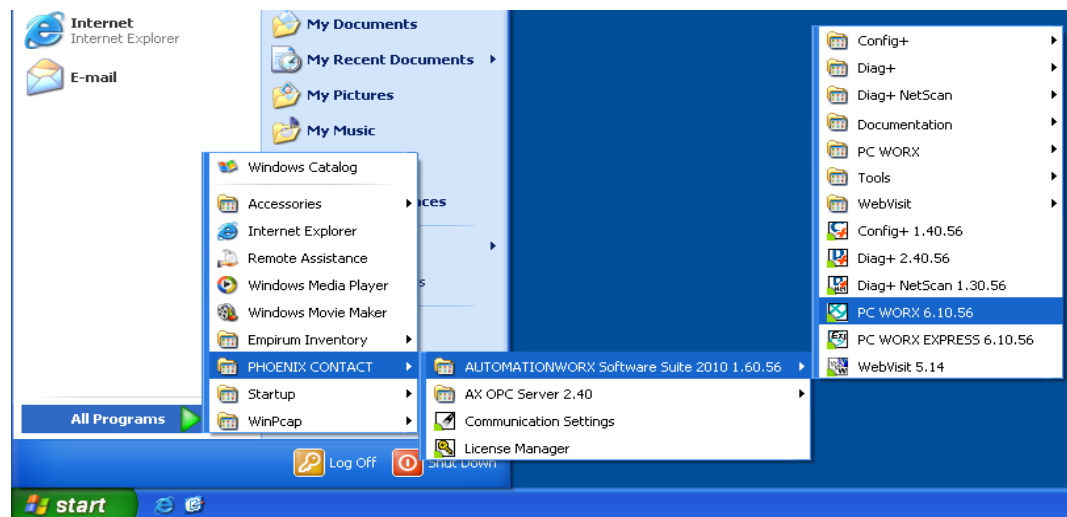 Internet
Internet Explorer
E-mail
My Documents
My Recent Documents
My Pictures
My Music
Windows Catalog
Accessories
Internet Explorer
Remote Assistance
Windows Media Player
Windows Movie Maker
Empirum Inventory
PHOENIX CONTACT
Startup
WinPcap
All Programs
AUTOMATIONWORX Software Suite 2010 1.60.56
AX OPC Server 2.40
Communication Settings
License Manager
Config+
Diag+
Diag+ NetScan
Documentation
PC WORX
Tools
WebVisit
Config+ 1.40.56
Diag+ 2.40.56
Diag+ NetScan 1.30.56
PC WORX 6.10.56
PC WORX EXPRESS 6.10.56
WebVisit 5.14
Log Off
Shut Down
start